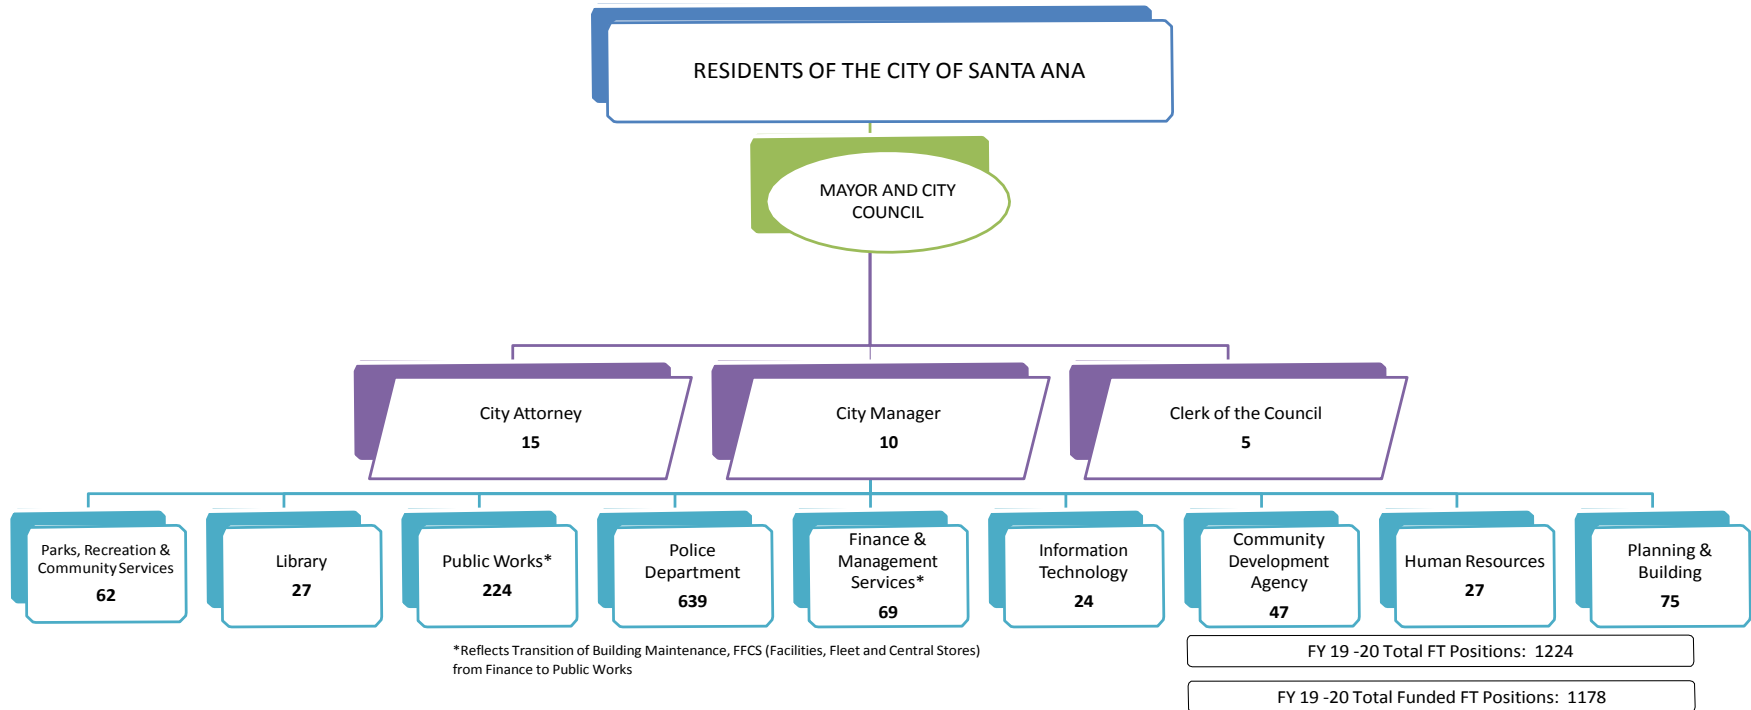 RESIDENTS OF THE CITY OF SANTA ANA
MAYOR AND CITY
COUNCIL
City Attorney
15
City Manager
10
Clerk of the Council
5
Parks, Recreation &
Community Services
62
Library
27
Public Works*
224
Police
Department
639
Finance &
Management
Services*
69
Information
Technology
24
Community
Development
Agency
47
Human Resources
27
Planning &
Building
75
*Reflects Transition of Building Maintenance, FFCS (Facilities, Fleet and Central Stores)
from Finance to Public Works
FY 19 -20 Total FT Positions: 1224
FY 19 -20 Total Funded FT Positions: 1178